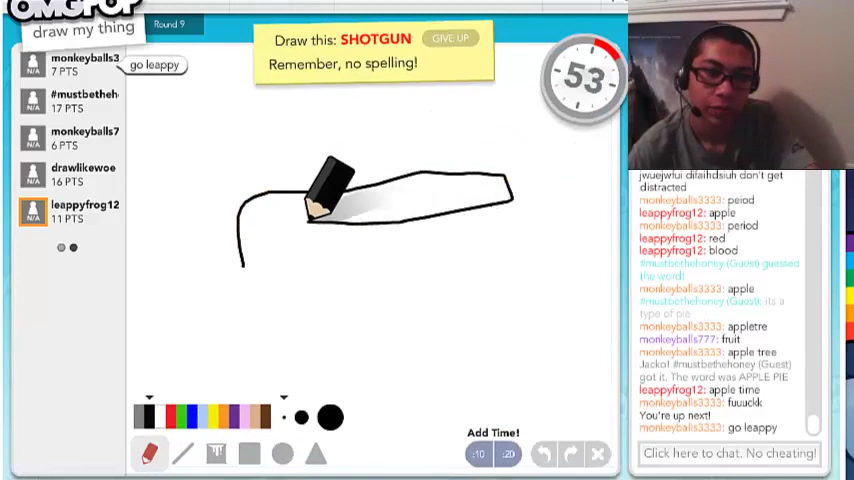 OMGPOP
draw my thing
Round 9
Draw this: SHOTGUN
GIVE UP
Remember, no spelling!
53
monkeyballs3
7 PTS
N/A
go leappy
#mustbetheh
17 PTS
N/A
monkeyballs7
6 PTS
N/A
drawlikewoe
16 PTS
N/A
leappyfrog12
11 PTS
N/A
Add Time!
:10
:20
jwuejwfui difaihdsiuh don't get
distracted
monkeyballs3333: peiod
leappyfrog12: apple
monkeyballs3333: period
leappyfrog12: red
leappyfrog12: blood
#mustbethehoney (Guest) guessed
the word!
monkeyballs3333: apple
#mustbethehoney (Guest): its a
type of pie
monkeyballs3333: appletre
monkeyballs777: fruit
monkeyballs3333: apple tree
Jacko! #mustbethehoney (Guest)
got it. The word was APPLE PIE
leappyfrog12: apple time
monkeyballs3333: fuuuckk
You're up next!
monkeyballs3333: go leappy
Click here to chat. No cheating!